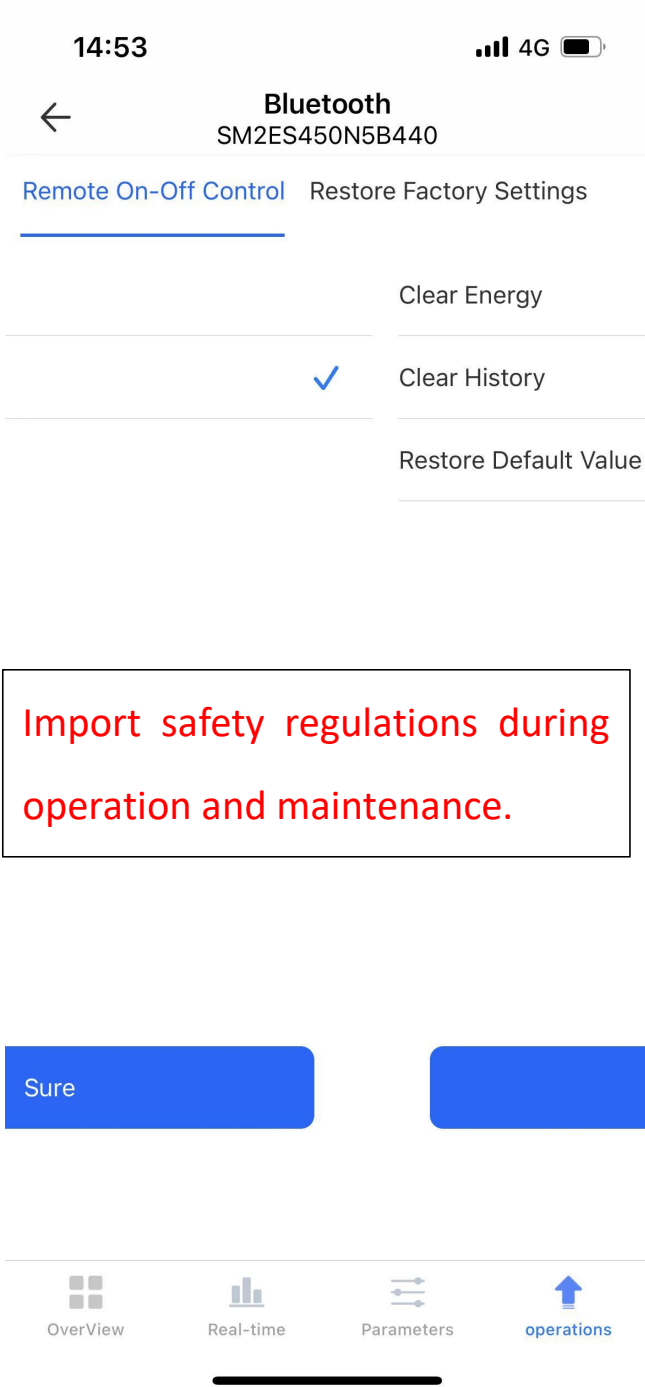 14:53 4G
Bluetooth
SM2ES450N5B440
Remote On-Off Control Restore Factory Settings
Clear Energy
Clear History
Restore Default Value
Import safety regulations during
operation and maintenance.
Sure
OverView Real-time Parameters operations